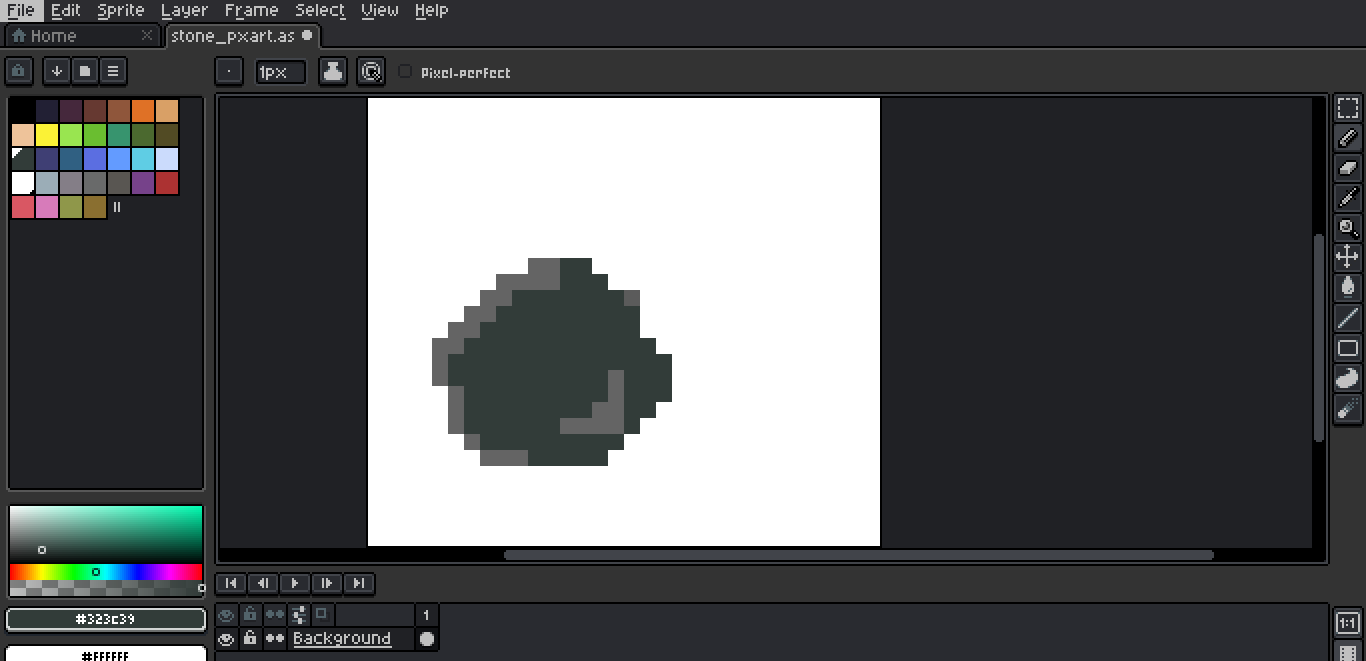 File Edit Sprite Layer Frame Select View Help
Home stone_pxart.as
1px Pixel-perfect
#323c39
1
Background
#FFFFFF
1:1